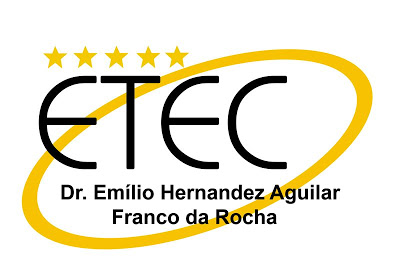 ETEC
Dr. Emílio Hernandez Aguilar
Franco da Rocha